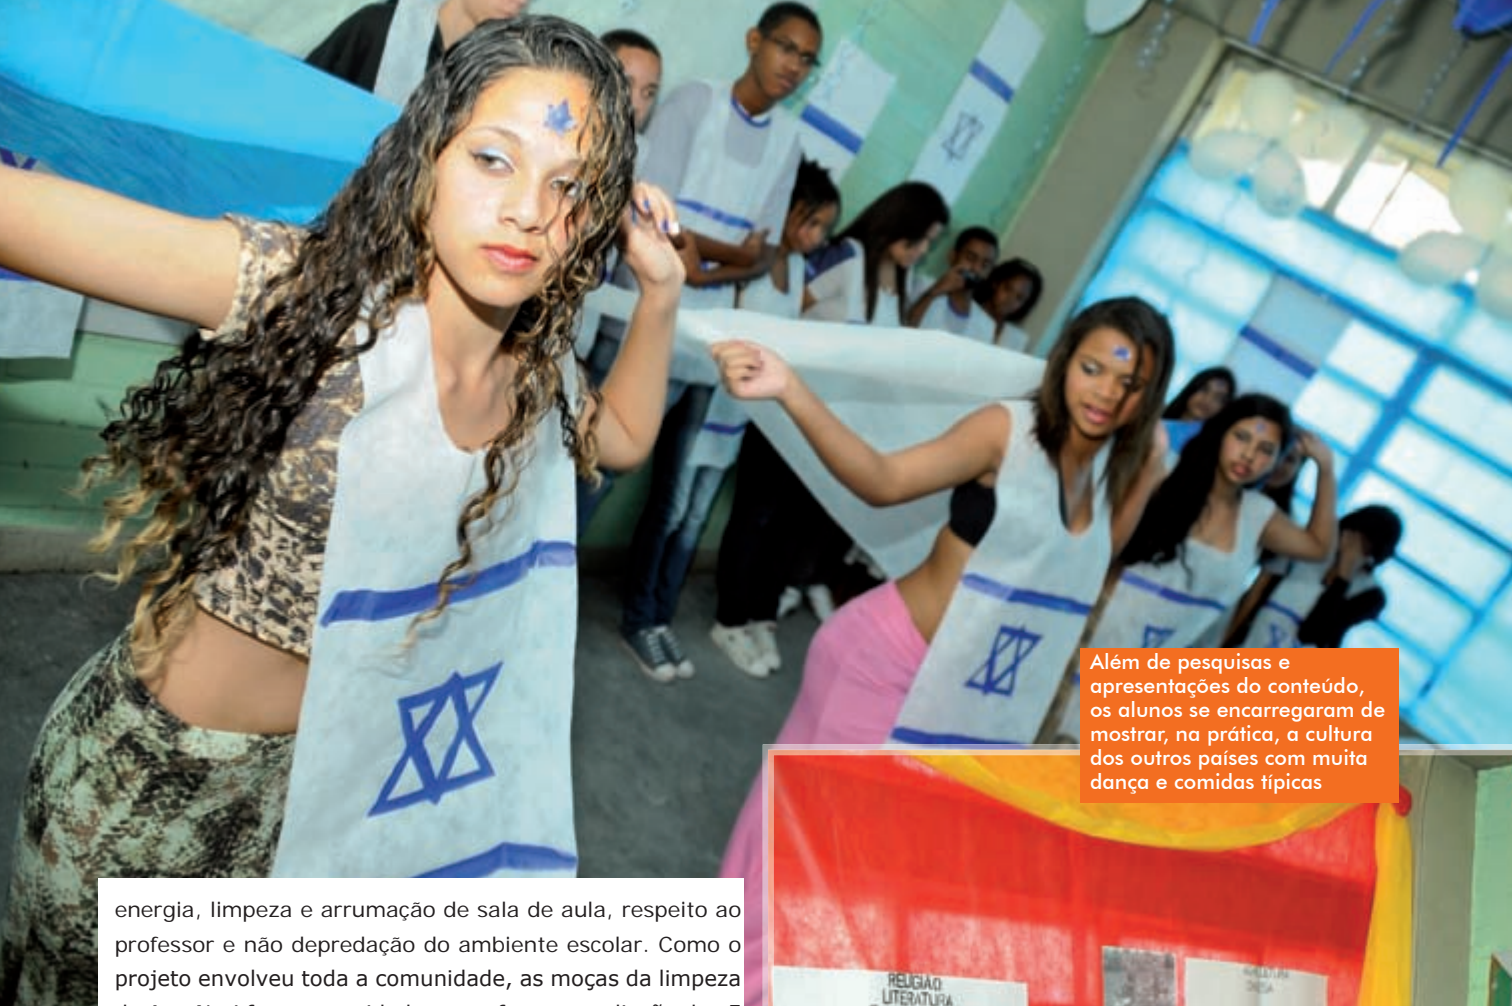 Além de pesquisas e
apresentações do conteúdo,
os alunos se encarregaram de
mostrar, na prática, a cultura
dos outros países com muita
dança e comidas típicas
energia, limpeza e arrumação de sala de aula, respeito ao
professor e não depredação do ambiente escolar. Como o
projeto envolveu toda a comunidade, as moças da limpeza
RELIGIÃO
LITERATURA